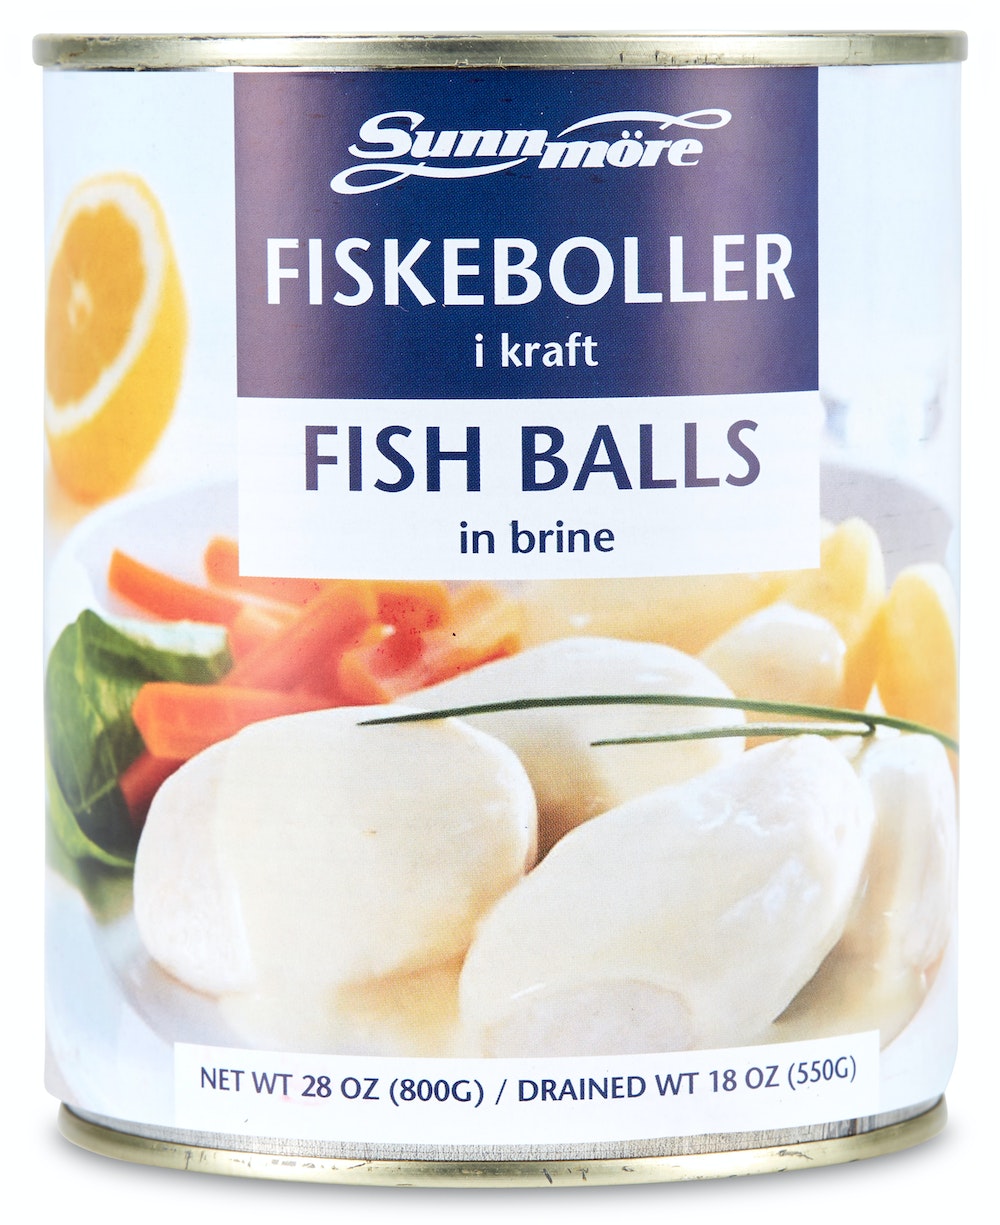 Sunnmöre
FISKEBOLLER
i kraft
FISH BALLS
in brine
NET WT 28 OZ (800G) / DRAINED WT 18 OZ (550G)